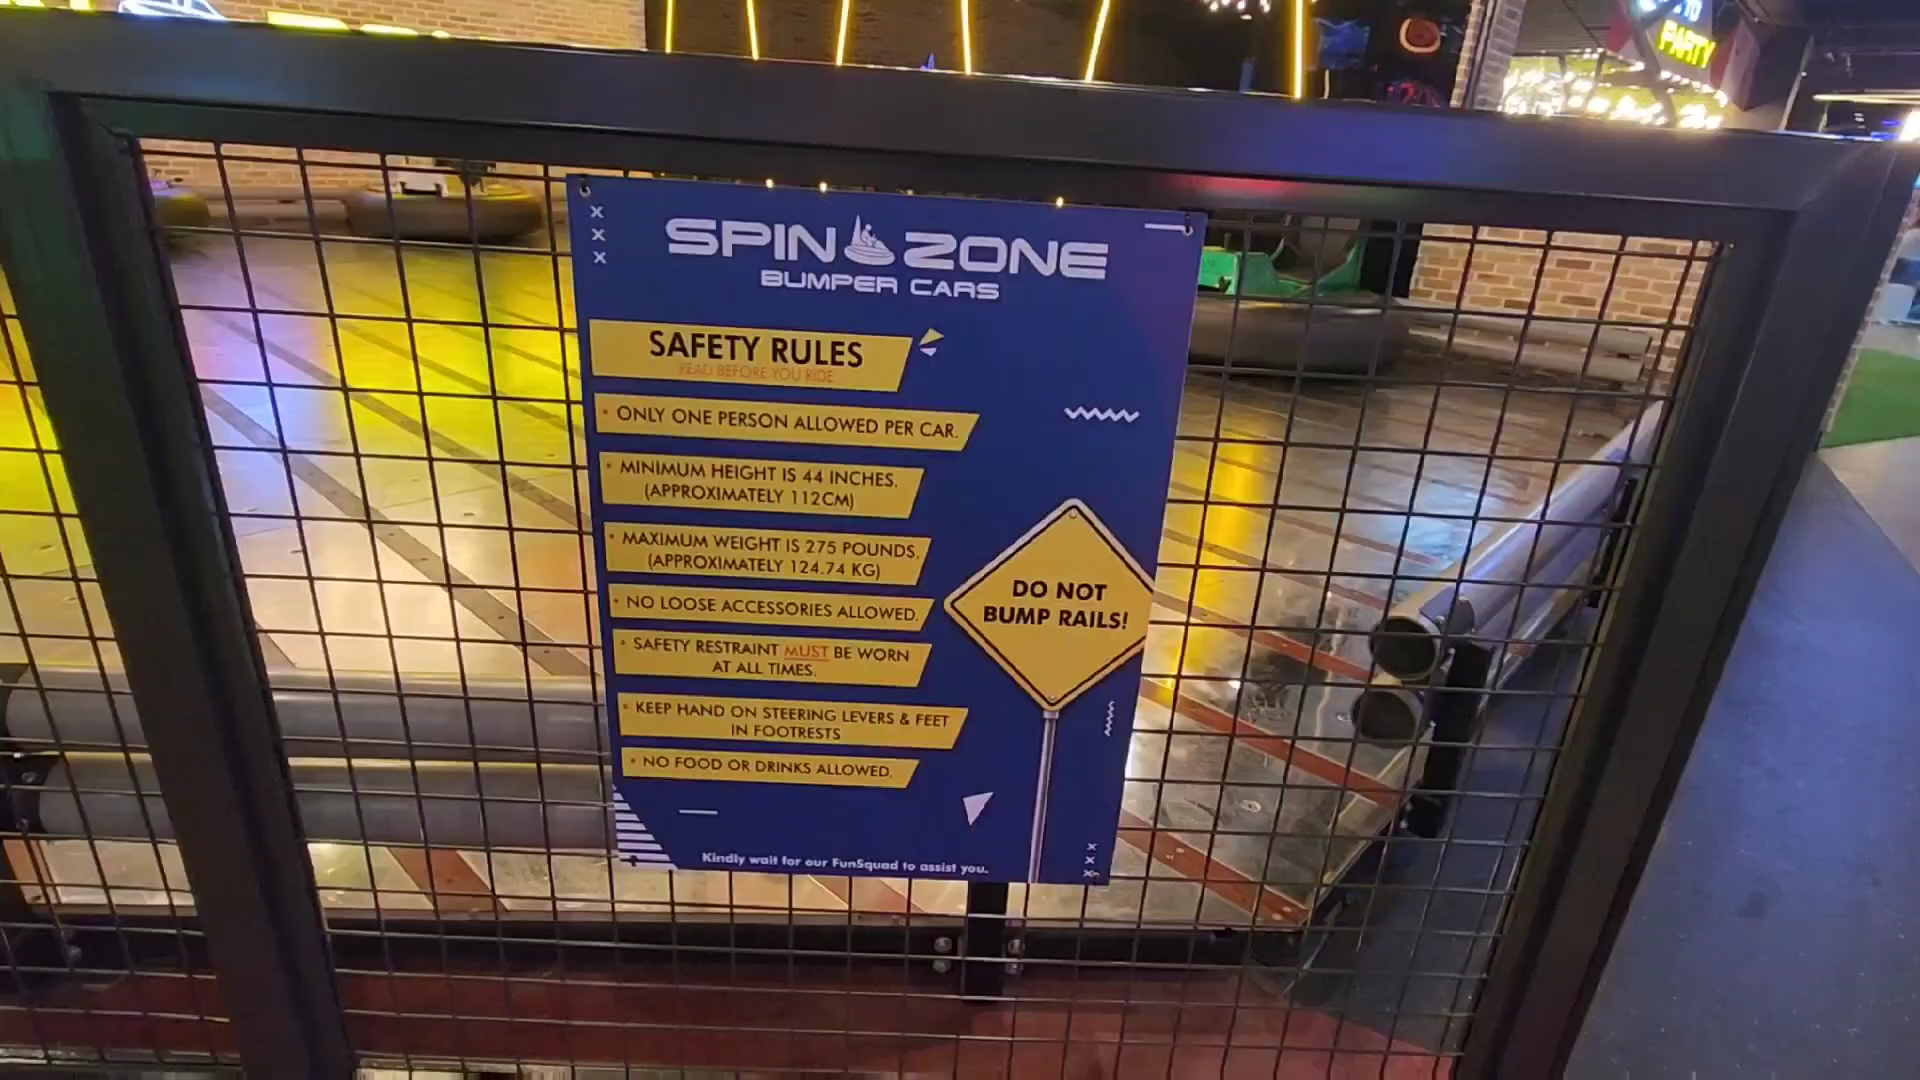 PARTY
SPIN ZONE
BUMPER CARS
SAFETY RULES
READ BEFORE YOU RIDE
• ONLY ONE PERSON ALLOWED PER CAR.
• MINIMUM HEIGHT IS 44 INCHES.
(APPROXIMATELY 112CM)
• MAXIMUM WEIGHT IS 275 POUNDS.
(APPROXIMATELY 124.74 KG)
• NO LOOSE ACCESSORIES ALLOWED.
• SAFETY RESTRAINT MUST BE WORN
AT ALL TIMES.
• KEEP HAND ON STEERING LEVERS & FEET
IN FOOTRESTS
• NO FOOD OR DRINKS ALLOWED.
DO NOT
BUMP RAILS!
Kindly wait for our FunSquad to assist you.